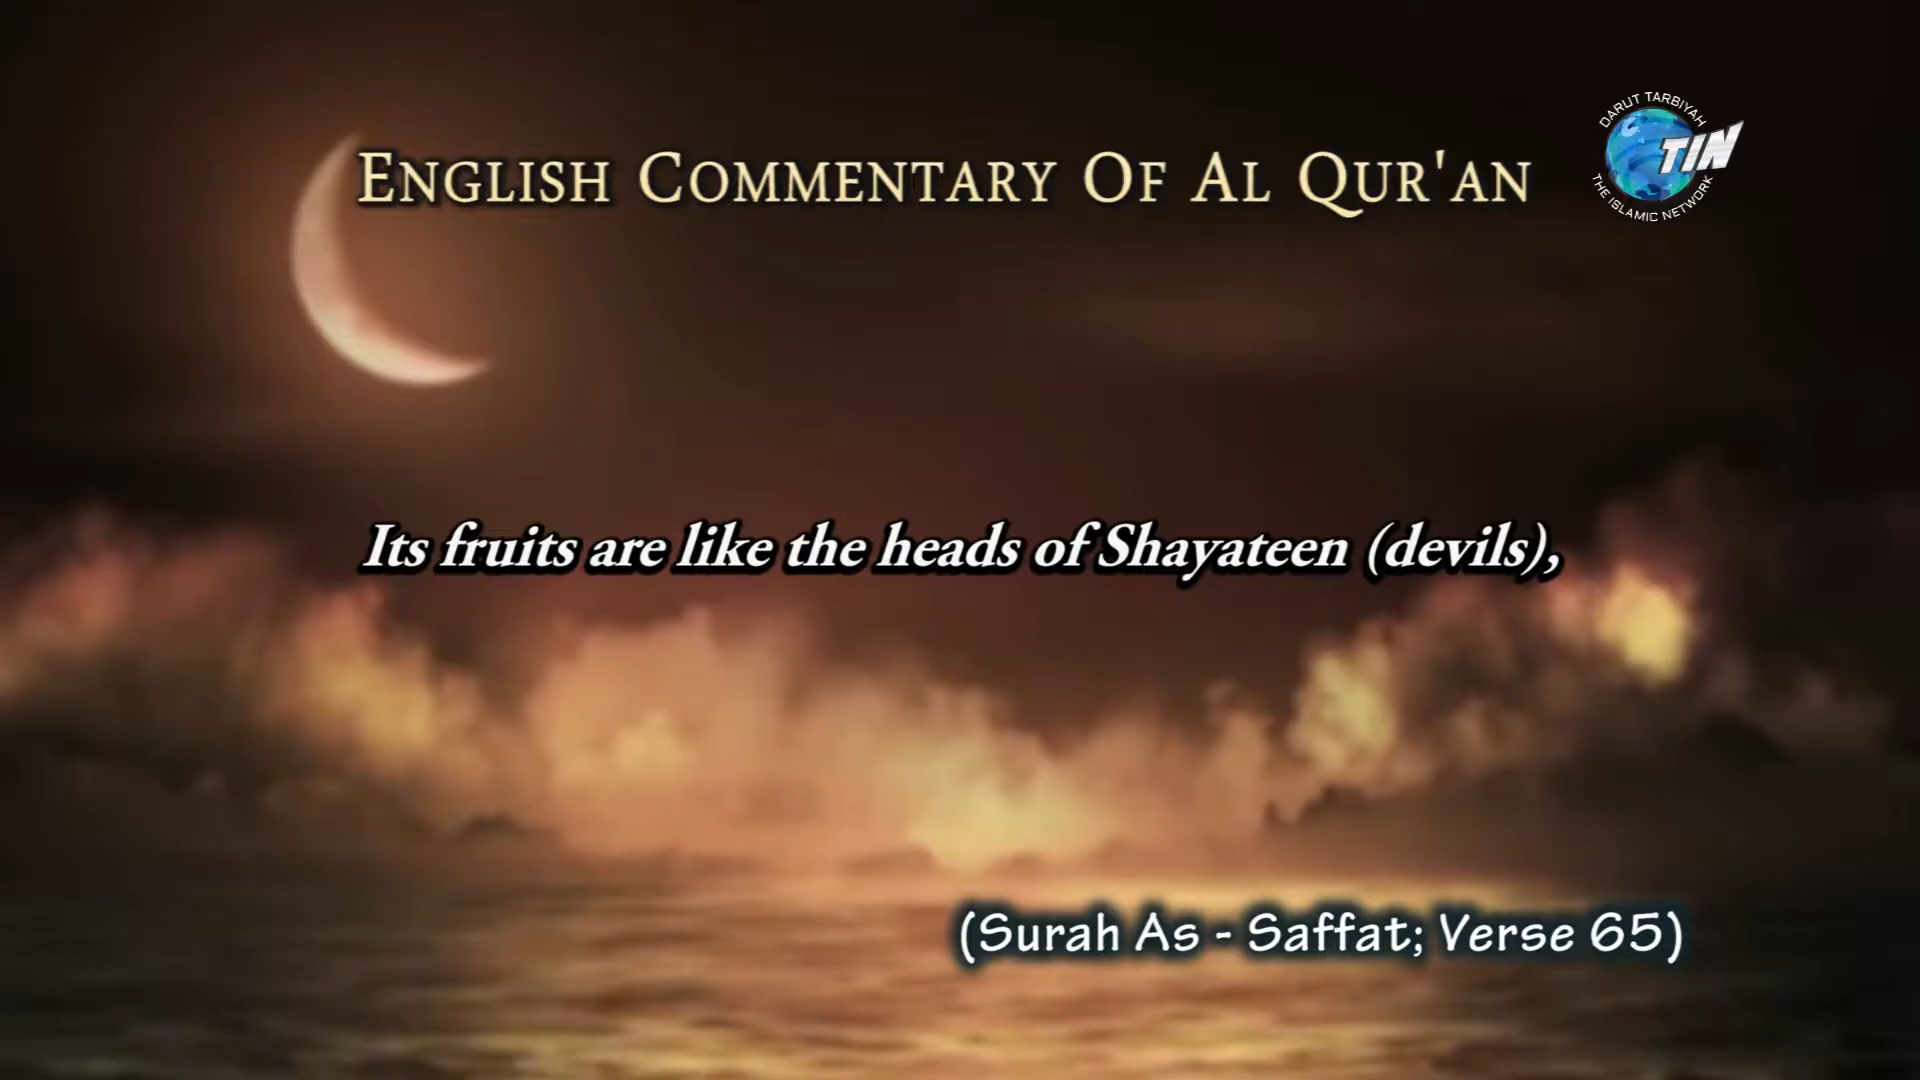 English Commentary Of Al Qur'an
DARUT TARBIYAH
TIN
THE ISLAMIC NETWORK
Its fruits are like the heads of Shayateen (devils),
(Surah As - Saffat; Verse 65)